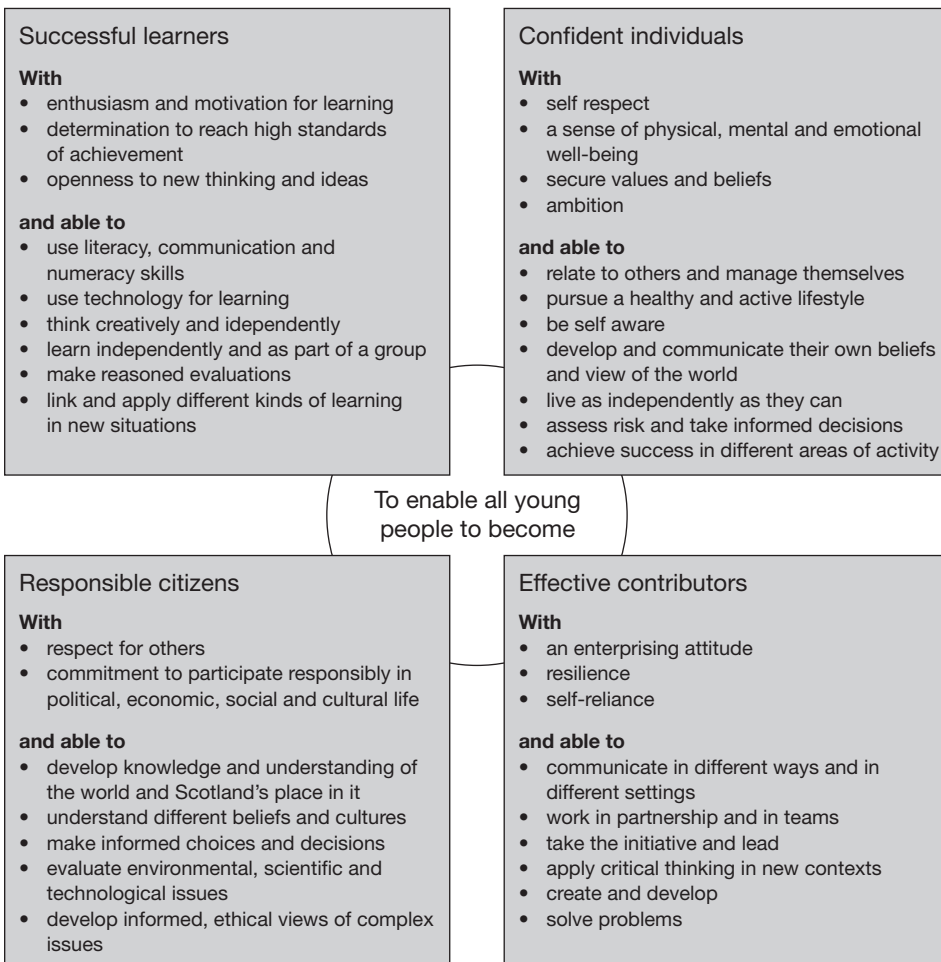 Successful learners
With
• enthusiasm and motivation for learning
• determination to reach high standards
of achievement
• openness to new thinking and ideas
and able to
• use literacy, communication and
numeracy skills
• use technology for learning
• think creatively and idependently
• learn independently and as part of a group
• make reasoned evaluations
• link and apply different kinds of learning
in new situations
Confident individuals
With
• self respect
• a sense of physical, mental and emotional
well-being
• secure values and beliefs
• ambition
and able to
• relate to others and manage themselves
• pursue a healthy and active lifestyle
• be self aware
• develop and communicate their own beliefs
and view of the world
• live as independently as they can
• assess risk and take informed decisions
• achieve success in different areas of activity
To enable all young
people to become
Responsible citizens
With
• respect for others
• commitment to participate responsibly in
political, economic, social and cultural life
and able to
• develop knowledge and understanding of
the world and Scotland's place in it
• understand different beliefs and cultures
• make informed choices and decisions
• evaluate environmental, scientific and
technological issues
• develop informed, ethical views of complex
issues
Effective contributors
With
• an enterprising attitude
• resilience
• self-reliance
and able to
• communicate in different ways and in
different settings
• work in partnership and in teams
• take the initiative and lead
• apply critical thinking in new contexts
• create and develop
• solve problems